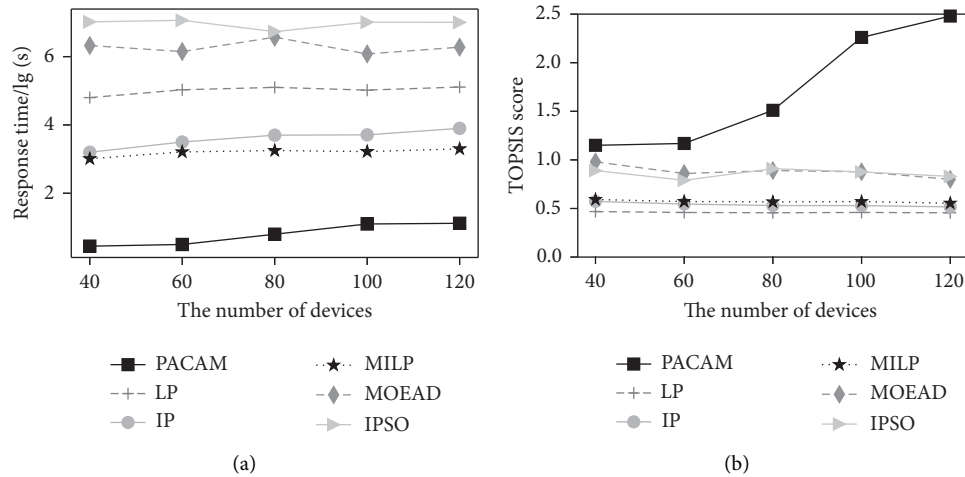 Response time/lg (s)
6
4
2
40 60 80 100 120
The number of devices
PACAM
LP
IP
MILP
MOEAD
IPSO
(a)
TOPSIS score
2.5
2.0
1.5
1.0
0.5
0.0
40 60 80 100 120
The number of devices
PACAM
LP
IP
MILP
MOEAD
IPSO
(b)